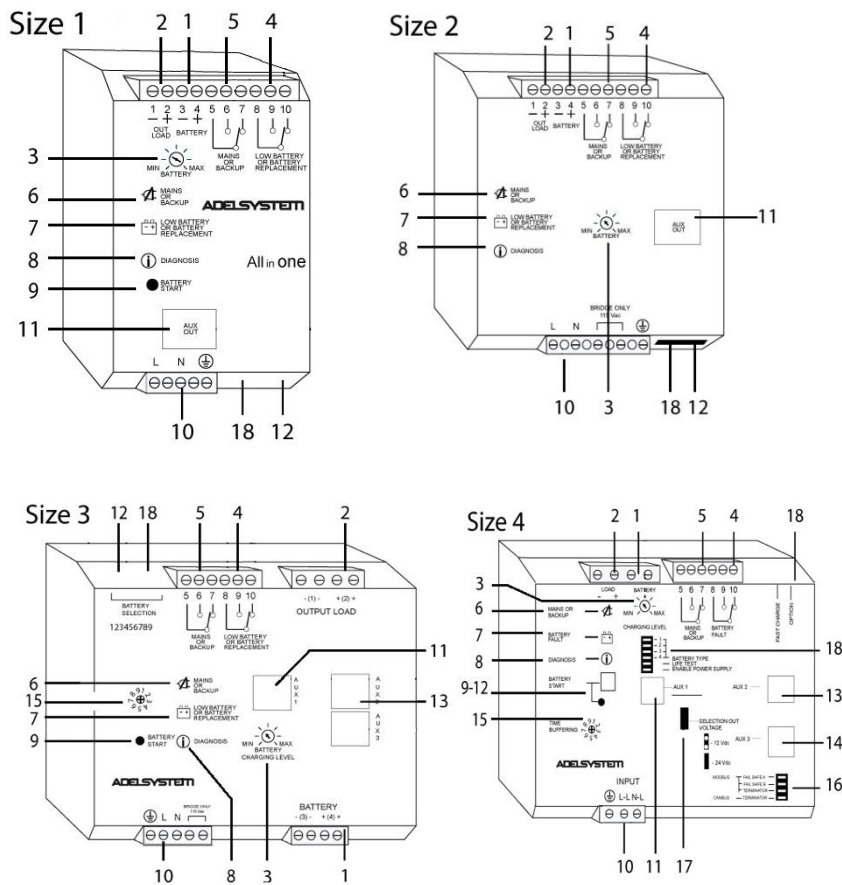 Size 1
2 1 5 4
1 2 3 4 5 6 7 8 9 10
− + − +
OUT LOAD BATTERY
MAINS OR BACKUP
LOW BATTERY OR BATTERY REPLACEMENT
3
MIN MAX
BATTERY
6
MAINS OR BACKUP
ADELSYSTEM
7
LOW BATTERY OR BATTERY REPLACEMENT
8
DIAGNOSIS
All in one
9
BATTERY START
11
AUX OUT
L N
10 18 12
Size 2
2 1 5 4
1 2 3 4 5 6 7 8 9 10
− + − +
OUT LOAD BATTERY
MAINS OR BACKUP
LOW BATTERY OR BATTERY REPLACEMENT
6
MAINS OR BACKUP
7
LOW BATTERY OR BATTERY REPLACEMENT
8
DIAGNOSIS
MIN MAX
BATTERY
AUX OUT
11
BRIDGE ONLY
115 Vac
L N
10 3 18 12
Size 3
12 18 5 4 2
BATTERY SELECTION
123456789
5 6 7 8 9 10
MAINS OR BACKUP
LOW BATTERY OR BATTERY REPLACEMENT
- (1) - + (2) +
OUTPUT LOAD
6
MAINS OR BACKUP
15
7
LOW BATTERY OR BATTERY REPLACEMENT
9
BATTERY START
DIAGNOSIS
AUX 1
11
AUX 3
13
MIN MAX
BATTERY
CHARGING LEVEL
ADELSYSTEM
BRIDGE ONLY
115 Vac
L N
BATTERY
- (3) - + (4) +
10 8 3 1
Size 4
2 1 5 4 18
3
LOAD BATTERY
- +
MIN MAX
CHARGING LEVEL
5 6 7 8 9 10
MAINS OR BACKUP
BATTERY FAULT
FAST CHARGE
OPTION
6
MAINS OR BACKUP
7
BATTERY FAULT
8
DIAGNOSIS
1
2
3
4 BATTERY TYPE
LIFE TEST
ENABLE POWER SUPPLY
18
9-12
BATTERY START
AUX 1
AUX 2
13
15
TIME BUFFERING
SELECTION OUT VOLTAGE
- 12 Vdc
- 24 Vdc
AUX 3
14
ADELSYSTEM
MODBUS
FAIL SAFE A
FAIL SAFE B
TERMINATOR
CANBUS
TERMINATOR
16
INPUT
L-L N-L
10 11 17